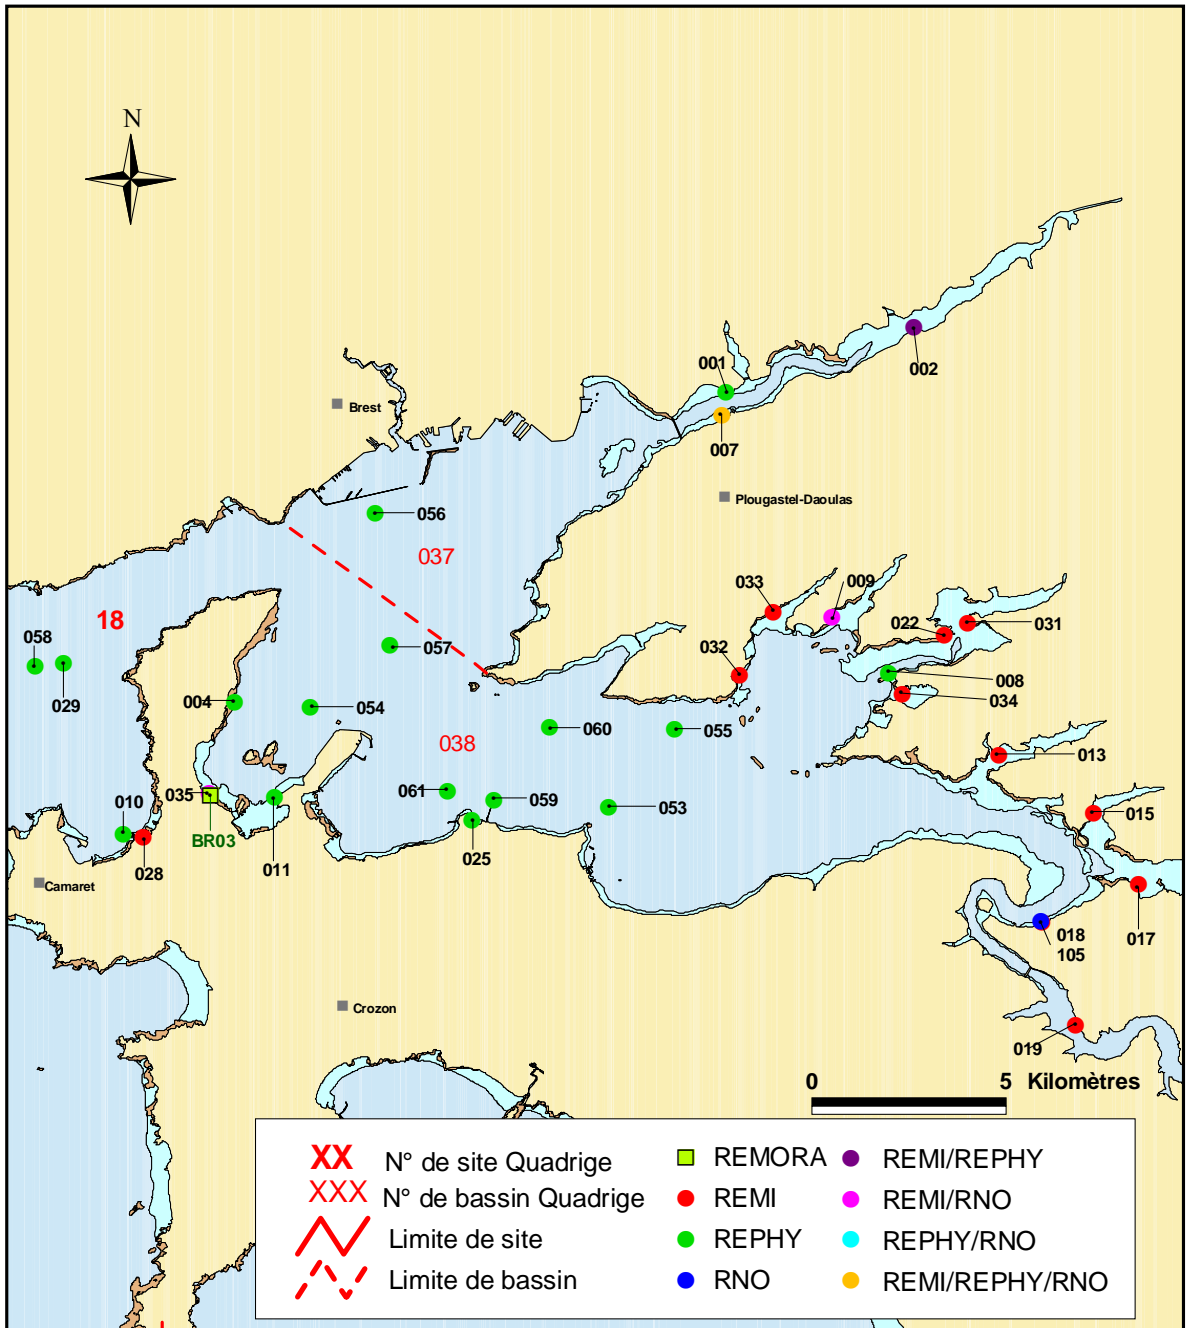 N
002
001
007
Brest
Plougastel-Daoulas
056
037
18
033
009
022
031
058
057
032
008
034
029
004
054
060
055
013
038
035
061
059
053
015
010
BR03
011
025
028
Camaret
018
105
017
Crozon
019
0 5 Kilomètres
XX N° de site Quadrige
XXX N° de bassin Quadrige
Limite de site
Limite de bassin
REMORA
REMI
REPHY
RNO
REMI/REPHY
REMI/RNO
REPHY/RNO
REMI/REPHY/RNO